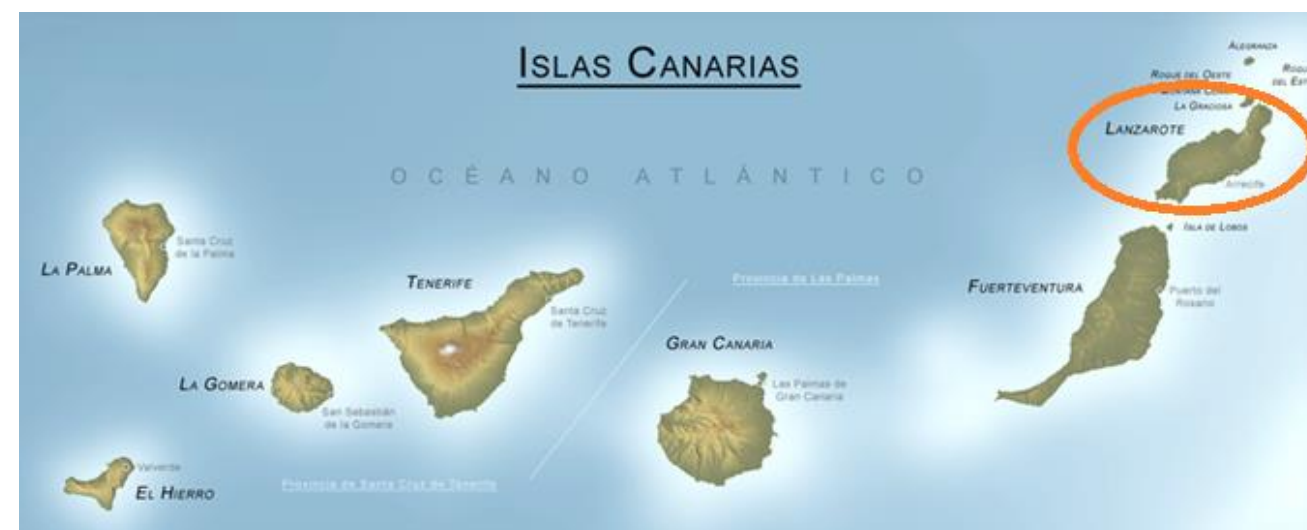 ISLAS CANARIAS
ALEGRANZA
ROQUE DEL OESTE
LA GRACIOSA
LANZAROTE
Arrecife
OCÉANO ATLÁNTICO
ISLA DE LOBOS
Santa Cruz
de la Palma
LA PALMA
TENERIFE
Provincia de Las Palmas
FUERTEVENTURA
Puerto del
Rosario
Santa Cruz
de Tenerife
GRAN CANARIA
LA GOMERA
Las Palmas de
Gran Canaria
San Sebastián
de la Gomera
Valverde
EL HIERRO
Provincia de Santa Cruz de Tenerife